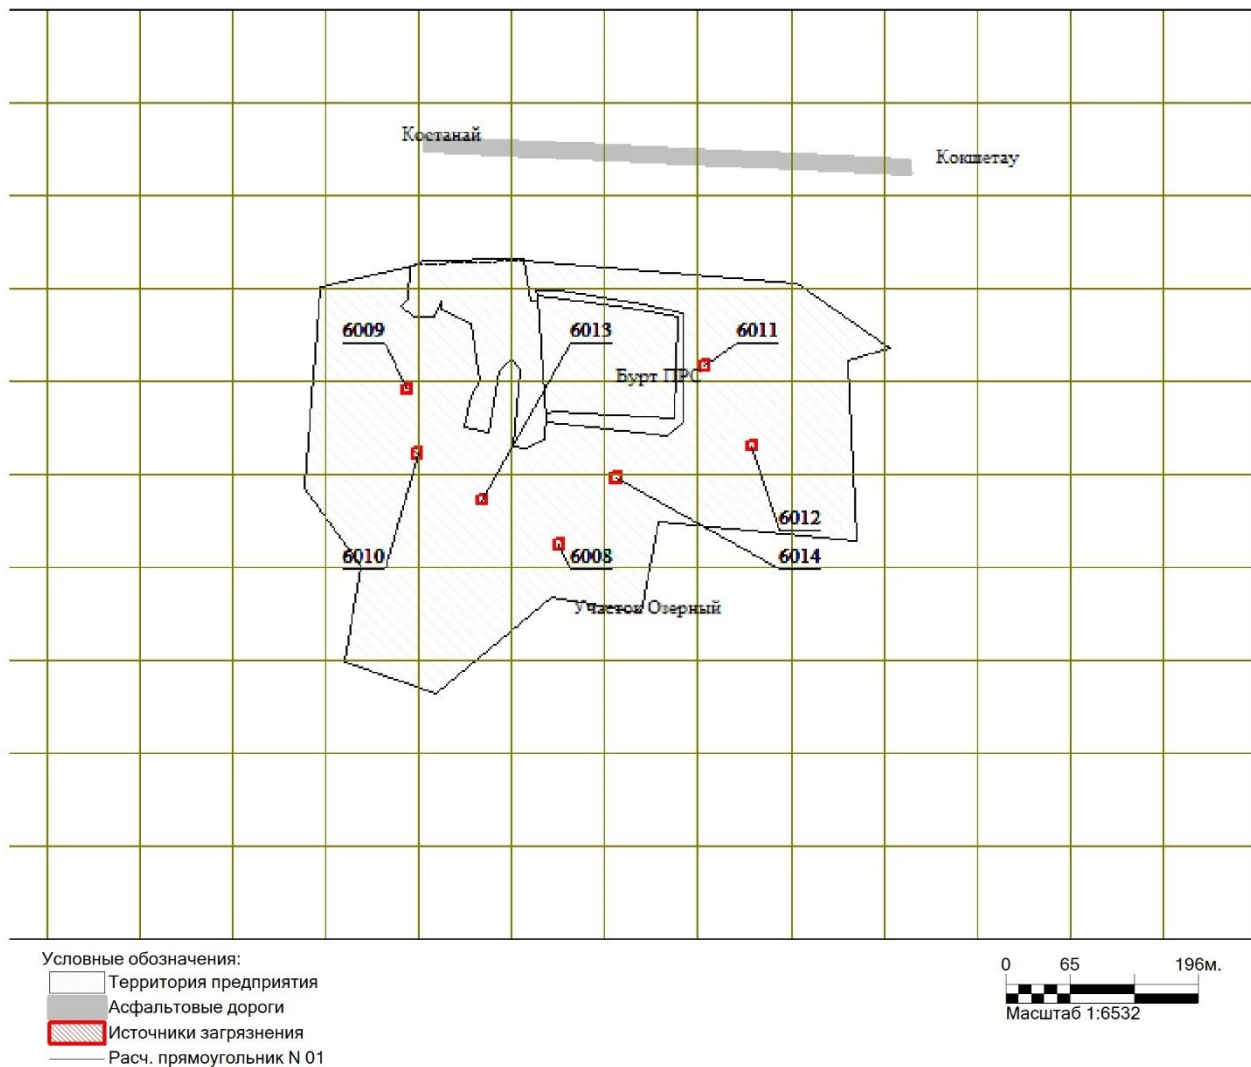 Костанай
Кокшетау
6009
6013
6011
Бурт ПРС
6012
6010
6008
6014
Участок Озерный
Условные обозначения:
Территория предприятия
Асфальтовые дороги
Источники загрязнения
Расч. прямоугольник N 01
0 65 196м.
Масштаб 1:6532